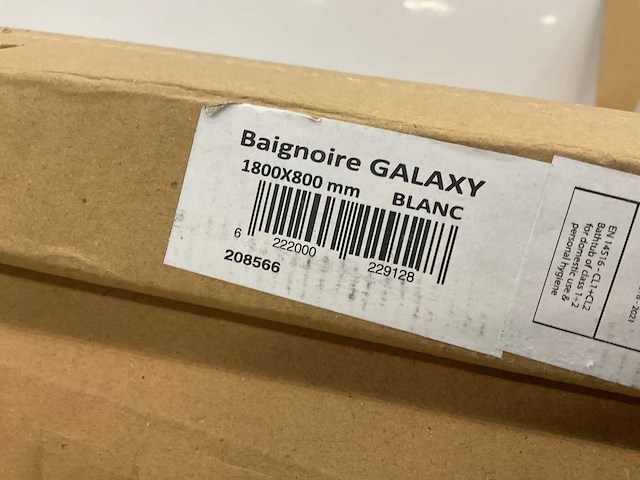 Baignoire GALAXY
1800X800 mm BLANC
6 222000 229128
208566
EN 14516 - CL1+CL2
Bathtub of class 1+2
for domestic use &
personal hygiene
2021